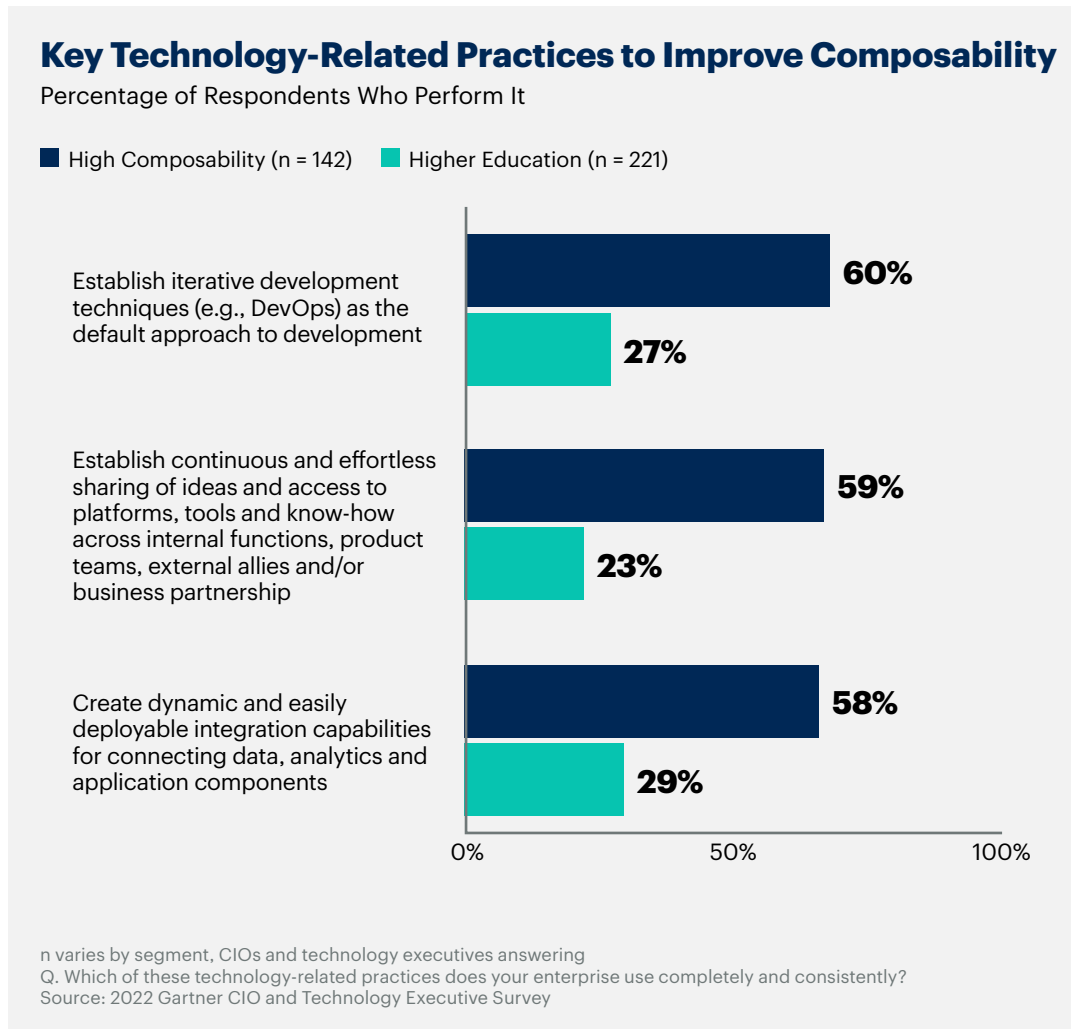 Key Technology-Related Practices to Improve Composability
Percentage of Respondents Who Perform It
High Composability (n = 142) Higher Education (n = 221)
Establish iterative development
techniques (e.g., DevOps) as the
default approach to development
60%
27%
Establish continuous and effortless
sharing of ideas and access to
platforms, tools and know-how
across internal functions, product
teams, external allies and/or
business partnership
59%
23%
Create dynamic and easily
deployable integration capabilities
for connecting data, analytics and
application components
58%
29%
0% 50% 100%
n varies by segment, CIOs and technology executives answering
Q. Which of these technology-related practices does your enterprise use completely and consistently?
Source: 2022 Gartner CIO and Technology Executive Survey